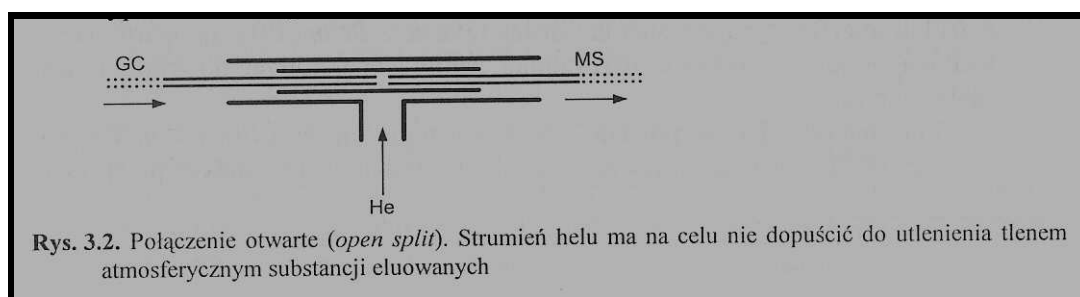 GC
MS
He
Rys. 3.2. Połączenie otwarte (open split). Strumień helu ma na celu nie dopuścić do utlenienia tlenem
atmosferycznym substancji eluowanych